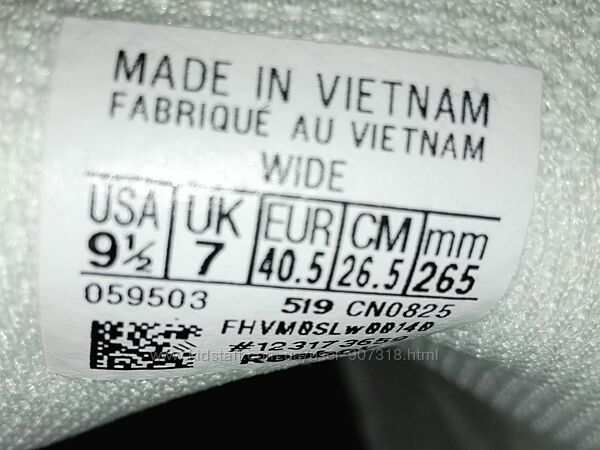 MADE IN VIETNAM
FABRIQUÉ AU VIETNAM
WIDE
USA UK EUR CM mm
9½ 7 40.5 26.5 265
059503 519 CN0825
FHVM0SLw00140